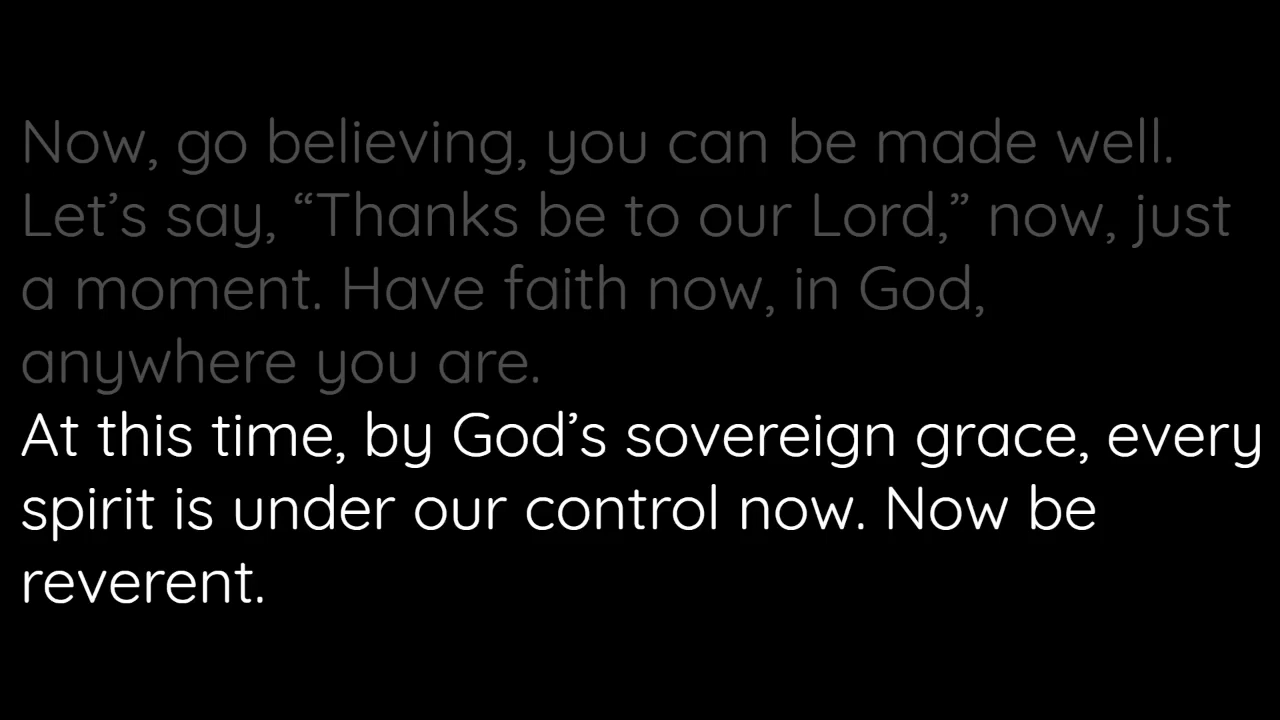 Now, go believing, you can be made well.
Let’s say, “Thanks be to our Lord,” now, just
a moment. Have faith now, in God,
anywhere you are.
At this time, by God’s sovereign grace, every
spirit is under our control now. Now be
reverent.